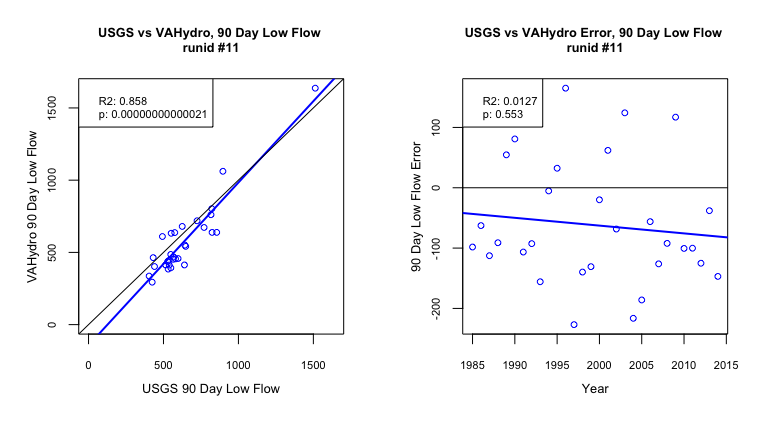 USGS vs VAHydro, 90 Day Low Flow
runid #11
R2: 0.858
p: 0.00000000000021
VAHydro 90 Day Low Flow
1500
1000
500
0
0 500 1000 1500
USGS 90 Day Low Flow
USGS vs VAHydro Error, 90 Day Low Flow
runid #11
R2: 0.0127
p: 0.553
90 Day Low Flow Error
100
0
-100
-200
1985 1990 1995 2000 2005 2010 2015
Year